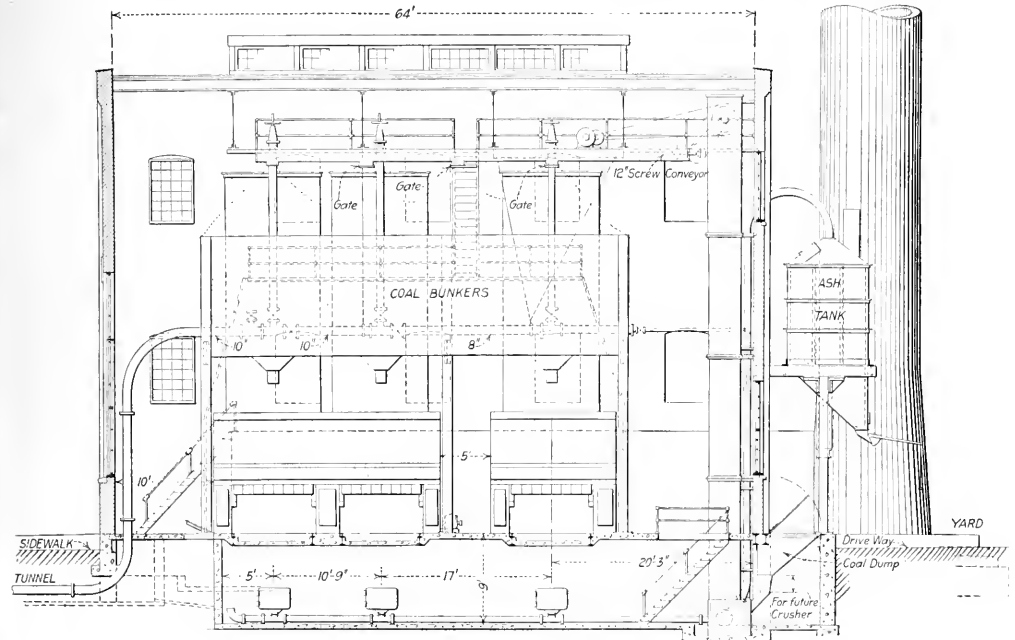 64'
12" Screw Conveyor
Gate
Gate
Gate
COAL BUNKERS
ASH
TANK
10"
10"
8"
5'
10'
SIDEWALK
YARD
Drive Way
Coal Dump
TUNNEL
5'
10'-9"
17'
20'-3"
9'
For future
Crusher